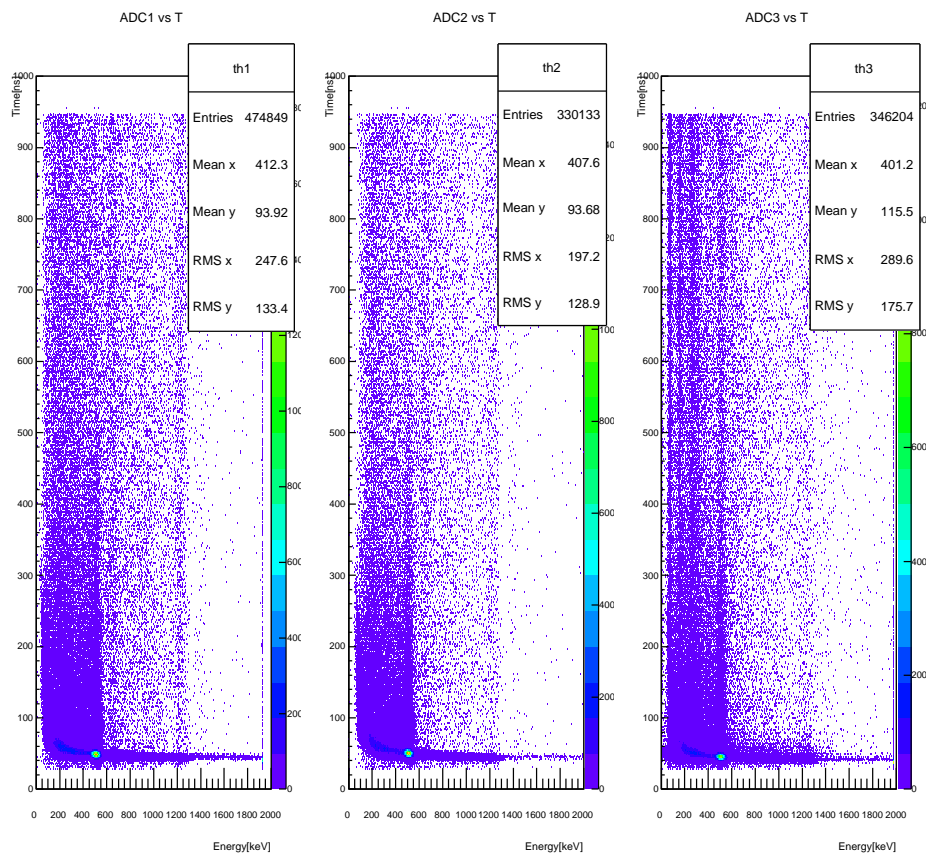 ADC1 vs T
Time[ns]
1000
900
800
700
600
500
400
300
200
100
0
0 200 400 600 800 1000 1200 1400 1600 1800 2000
Energy[keV]
th1
Entries 474849
Mean x 412.3
Mean y 93.92
RMS x 247.6
RMS y 133.4
ADC2 vs T
Time[ns]
1000
900
800
700
600
500
400
300
200
100
0
0 200 400 600 800 1000 1200 1400 1600 1800 2000
Energy[keV]
th2
Entries 330133
Mean x 407.6
Mean y 93.68
RMS x 197.2
RMS y 128.9
ADC3 vs T
Time[ns]
1000
900
800
700
600
500
400
300
200
100
0
0 200 400 600 800 1000 1200 1400 1600 1800 2000
Energy[keV]
th3
Entries 346204
Mean x 401.2
Mean y 115.5
RMS x 289.6
RMS y 175.7